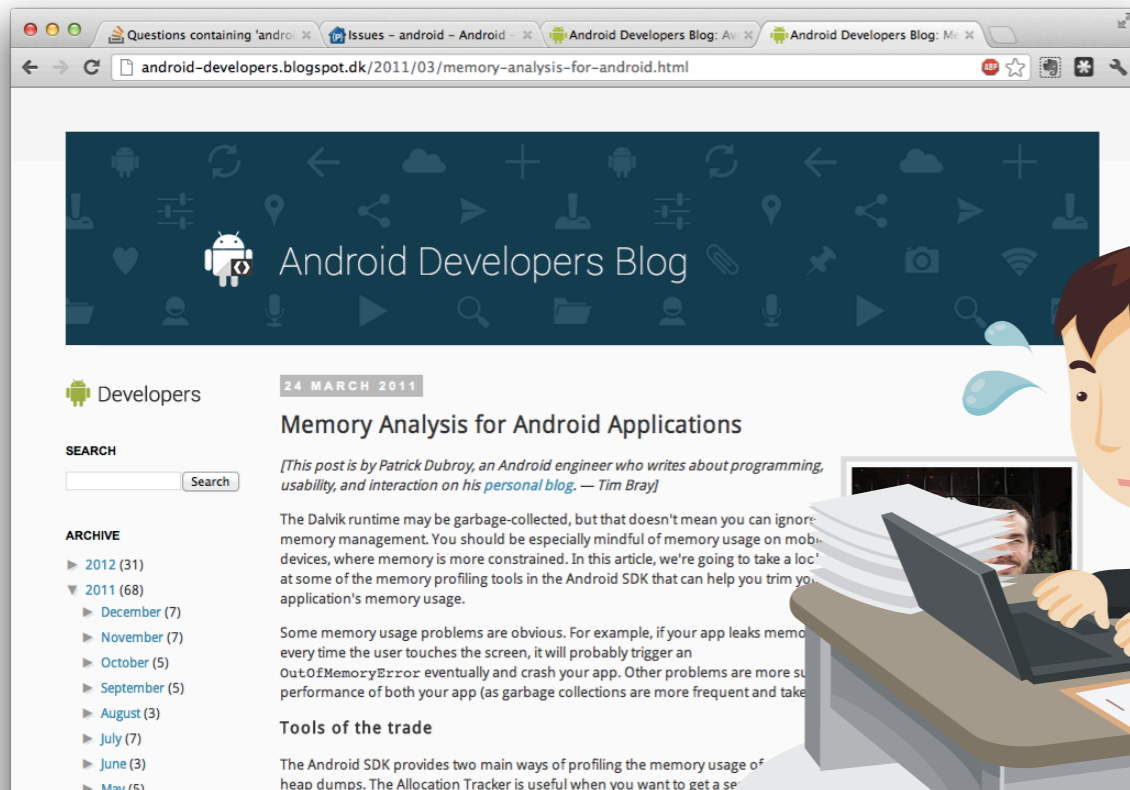 Questions containing 'androi
Issues – android – Android –
Android Developers Blog: Av
Android Developers Blog: Me
android-developers.blogspot.dk/2011/03/memory-analysis-for-android.html
ABP
Android Developers Blog
Developers
24 MARCH 2011
Memory Analysis for Android Applications
SEARCH
[This post is by Patrick Dubroy, an Android engineer who writes about programming,
usability, and interaction on his personal blog. — Tim Bray]
Search
The Dalvik runtime may be garbage-collected, but that doesn't mean you can ignore
memory management. You should be especially mindful of memory usage on mobile
devices, where memory is more constrained. In this article, we're going to take a look
at some of the memory profiling tools in the Android SDK that can help you trim your
application's memory usage.
ARCHIVE
► 2012 (31)
▼ 2011 (68)
► December (7)
► November (7)
► October (5)
► September (5)
► August (3)
► July (7)
► June (3)
► May (5)
Some memory usage problems are obvious. For example, if your app leaks memo
every time the user touches the screen, it will probably trigger an
OutOfMemoryError eventually and crash your app. Other problems are more su
performance of both your app (as garbage collections are more frequent and take
Tools of the trade
The Android SDK provides two main ways of profiling the memory usage of
heap dumps. The Allocation Tracker is useful when you want to get a se